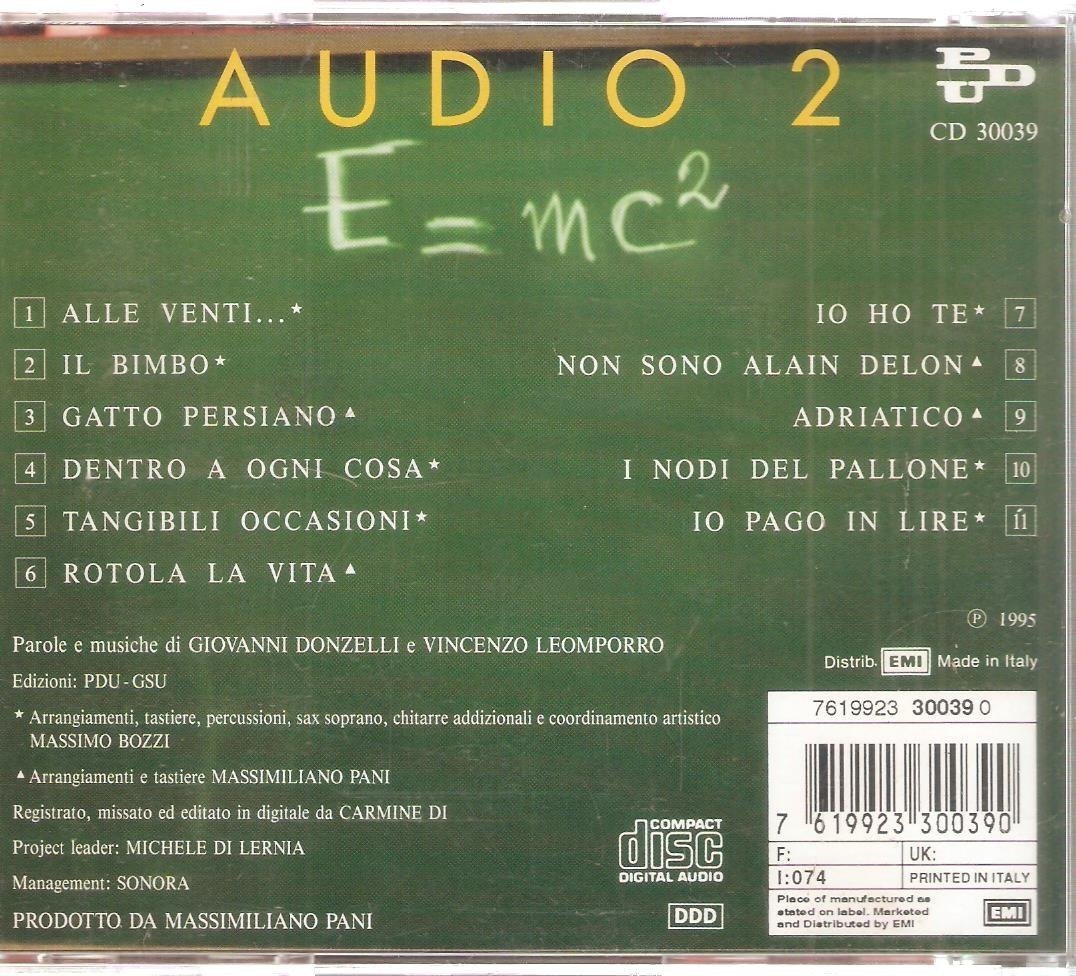 AUDIO 2
PDU
CD 30039
E = mc²
1 ALLE VENTI...★
2 IL BIMBO★
3 GATTO PERSIANO▲
4 DENTRO A OGNI COSA★
5 TANGIBILI OCCASIONI★
6 ROTOLA LA VITA▲
IO HO TE★ 7
NON SONO ALAIN DELON▲ 8
ADRIATICO▲ 9
I NODI DEL PALLONE★ 10
IO PAGO IN LIRE★ 11
Parole e musiche di GIOVANNI DONZELLI e VINCENZO LEOMPORRO
Edizioni: PDU - GSU
★ Arrangiamenti, tastiere, percussioni, sax soprano, chitarre addizionali e coordinamento artistico
MASSIMO BOZZI
▲ Arrangiamenti e tastiere MASSIMILIANO PANI
Registrato, missato ed editato in digitale da CARMINE DI
Project leader: MICHELE DI LERNIA
Management: SONORA
PRODOTTO DA MASSIMILIANO PANI
COMPACT
disc
DIGITAL AUDIO
DDD
℗ 1995
Distrib. EMI Made in Italy
7619923 30039 0
7 619923 300390
F:
UK:
I:074
PRINTED IN ITALY
Place of manufactured as
stated on label. Marketed
and Distributed by EMI
EMI